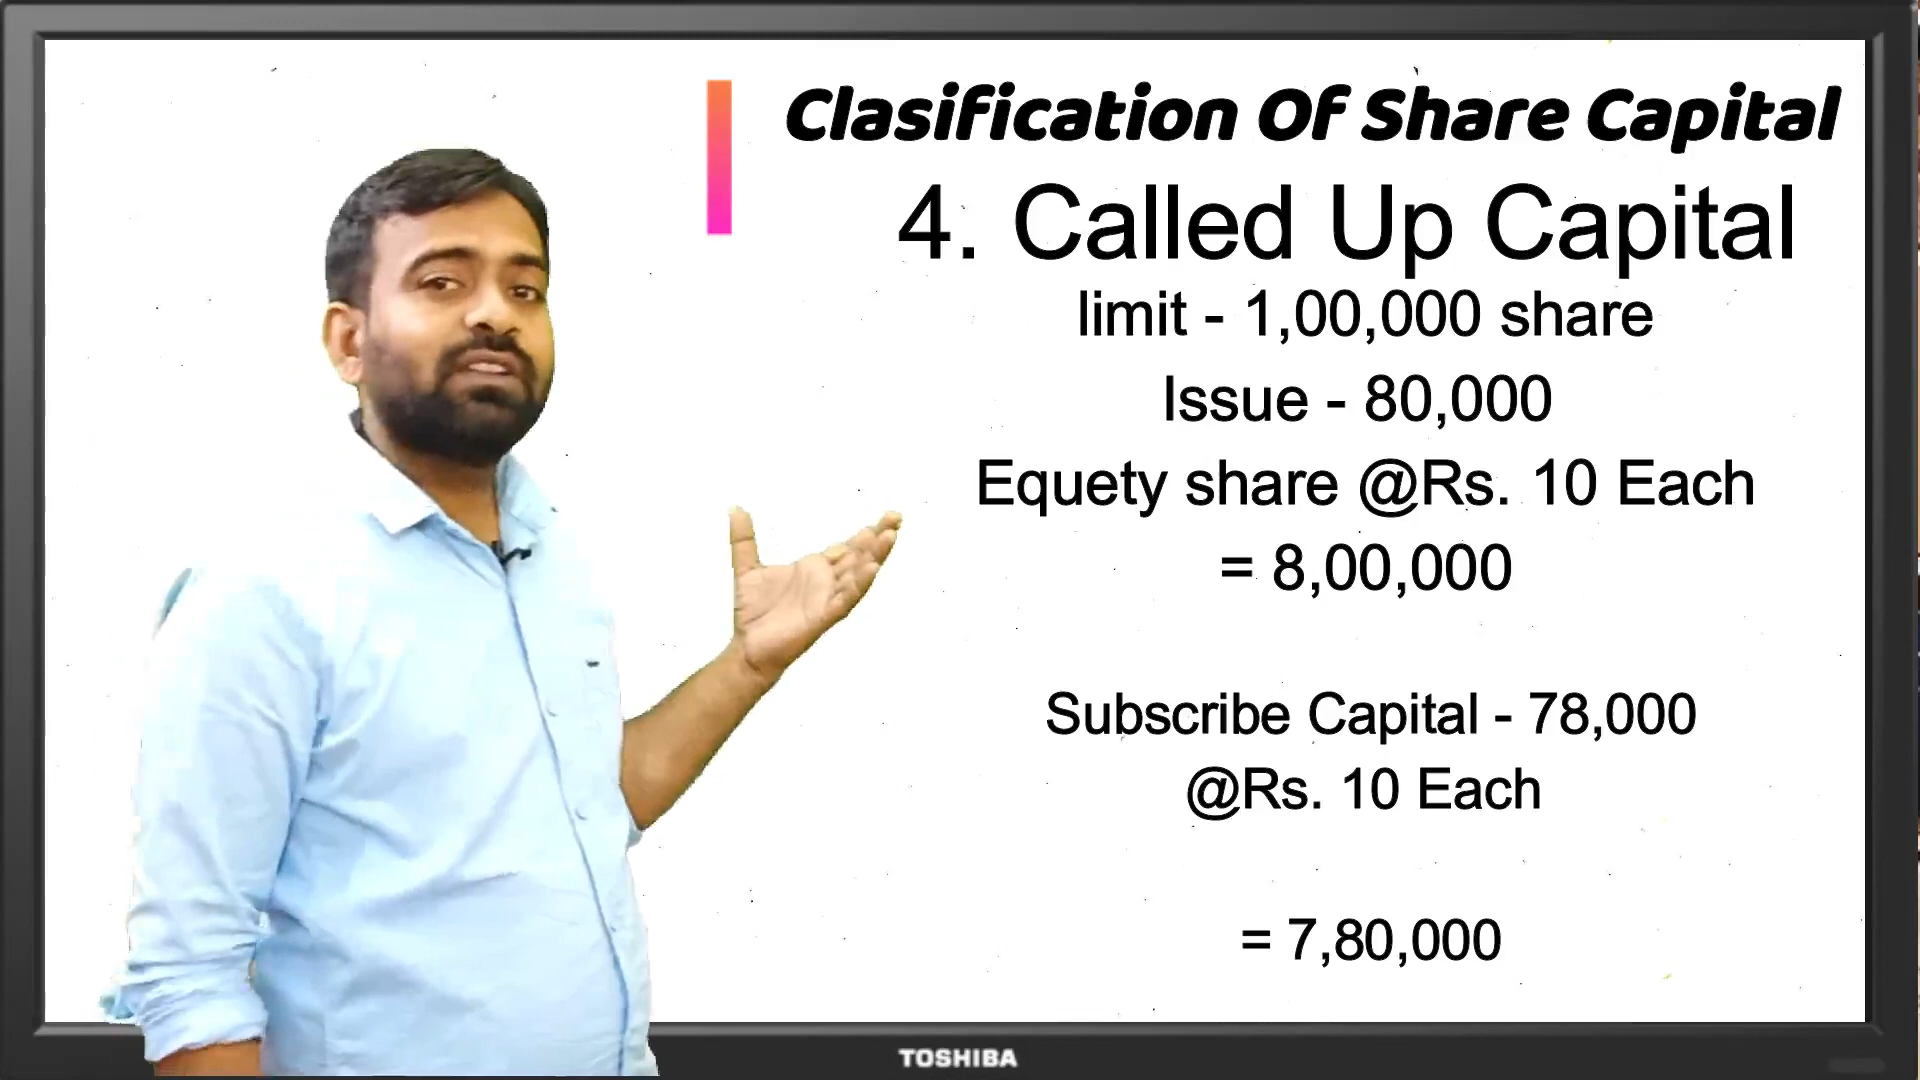 Clasification Of Share Capital
4. Called Up Capital
limit - 1,00,000 share
Issue - 80,000
Equety share @Rs. 10 Each
= 8,00,000
Subscribe Capital - 78,000
@Rs. 10 Each
= 7,80,000
TOSHIBA